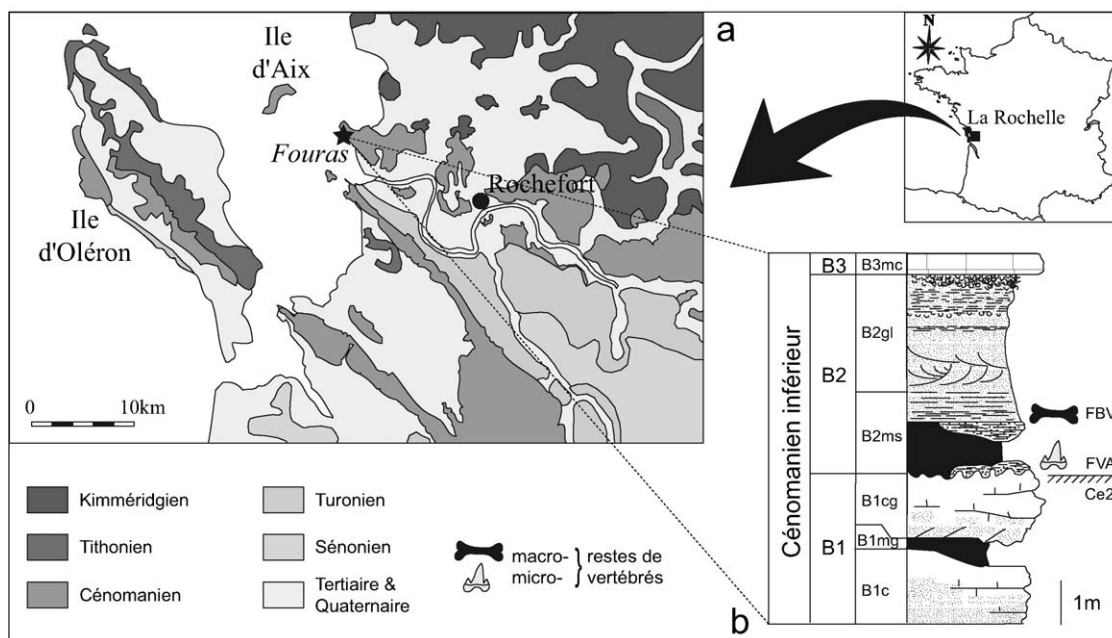 a
N
La Rochelle
Ile
d'Aix
Fouras
Rochefort
Ile
d'Oléron
0 10km
Kimméridgien
Tithonien
Cénomanien
Turonien
Sénonien
Tertiaire &
Quaternaire
macro-
micro-
restes de
vertébrés
b
Cénomanien inférieur
B3
B2
B1
B3mc
B2gl
B2ms
B1cg
B1mg
B1c
FBV
FVA
Ce2
1m